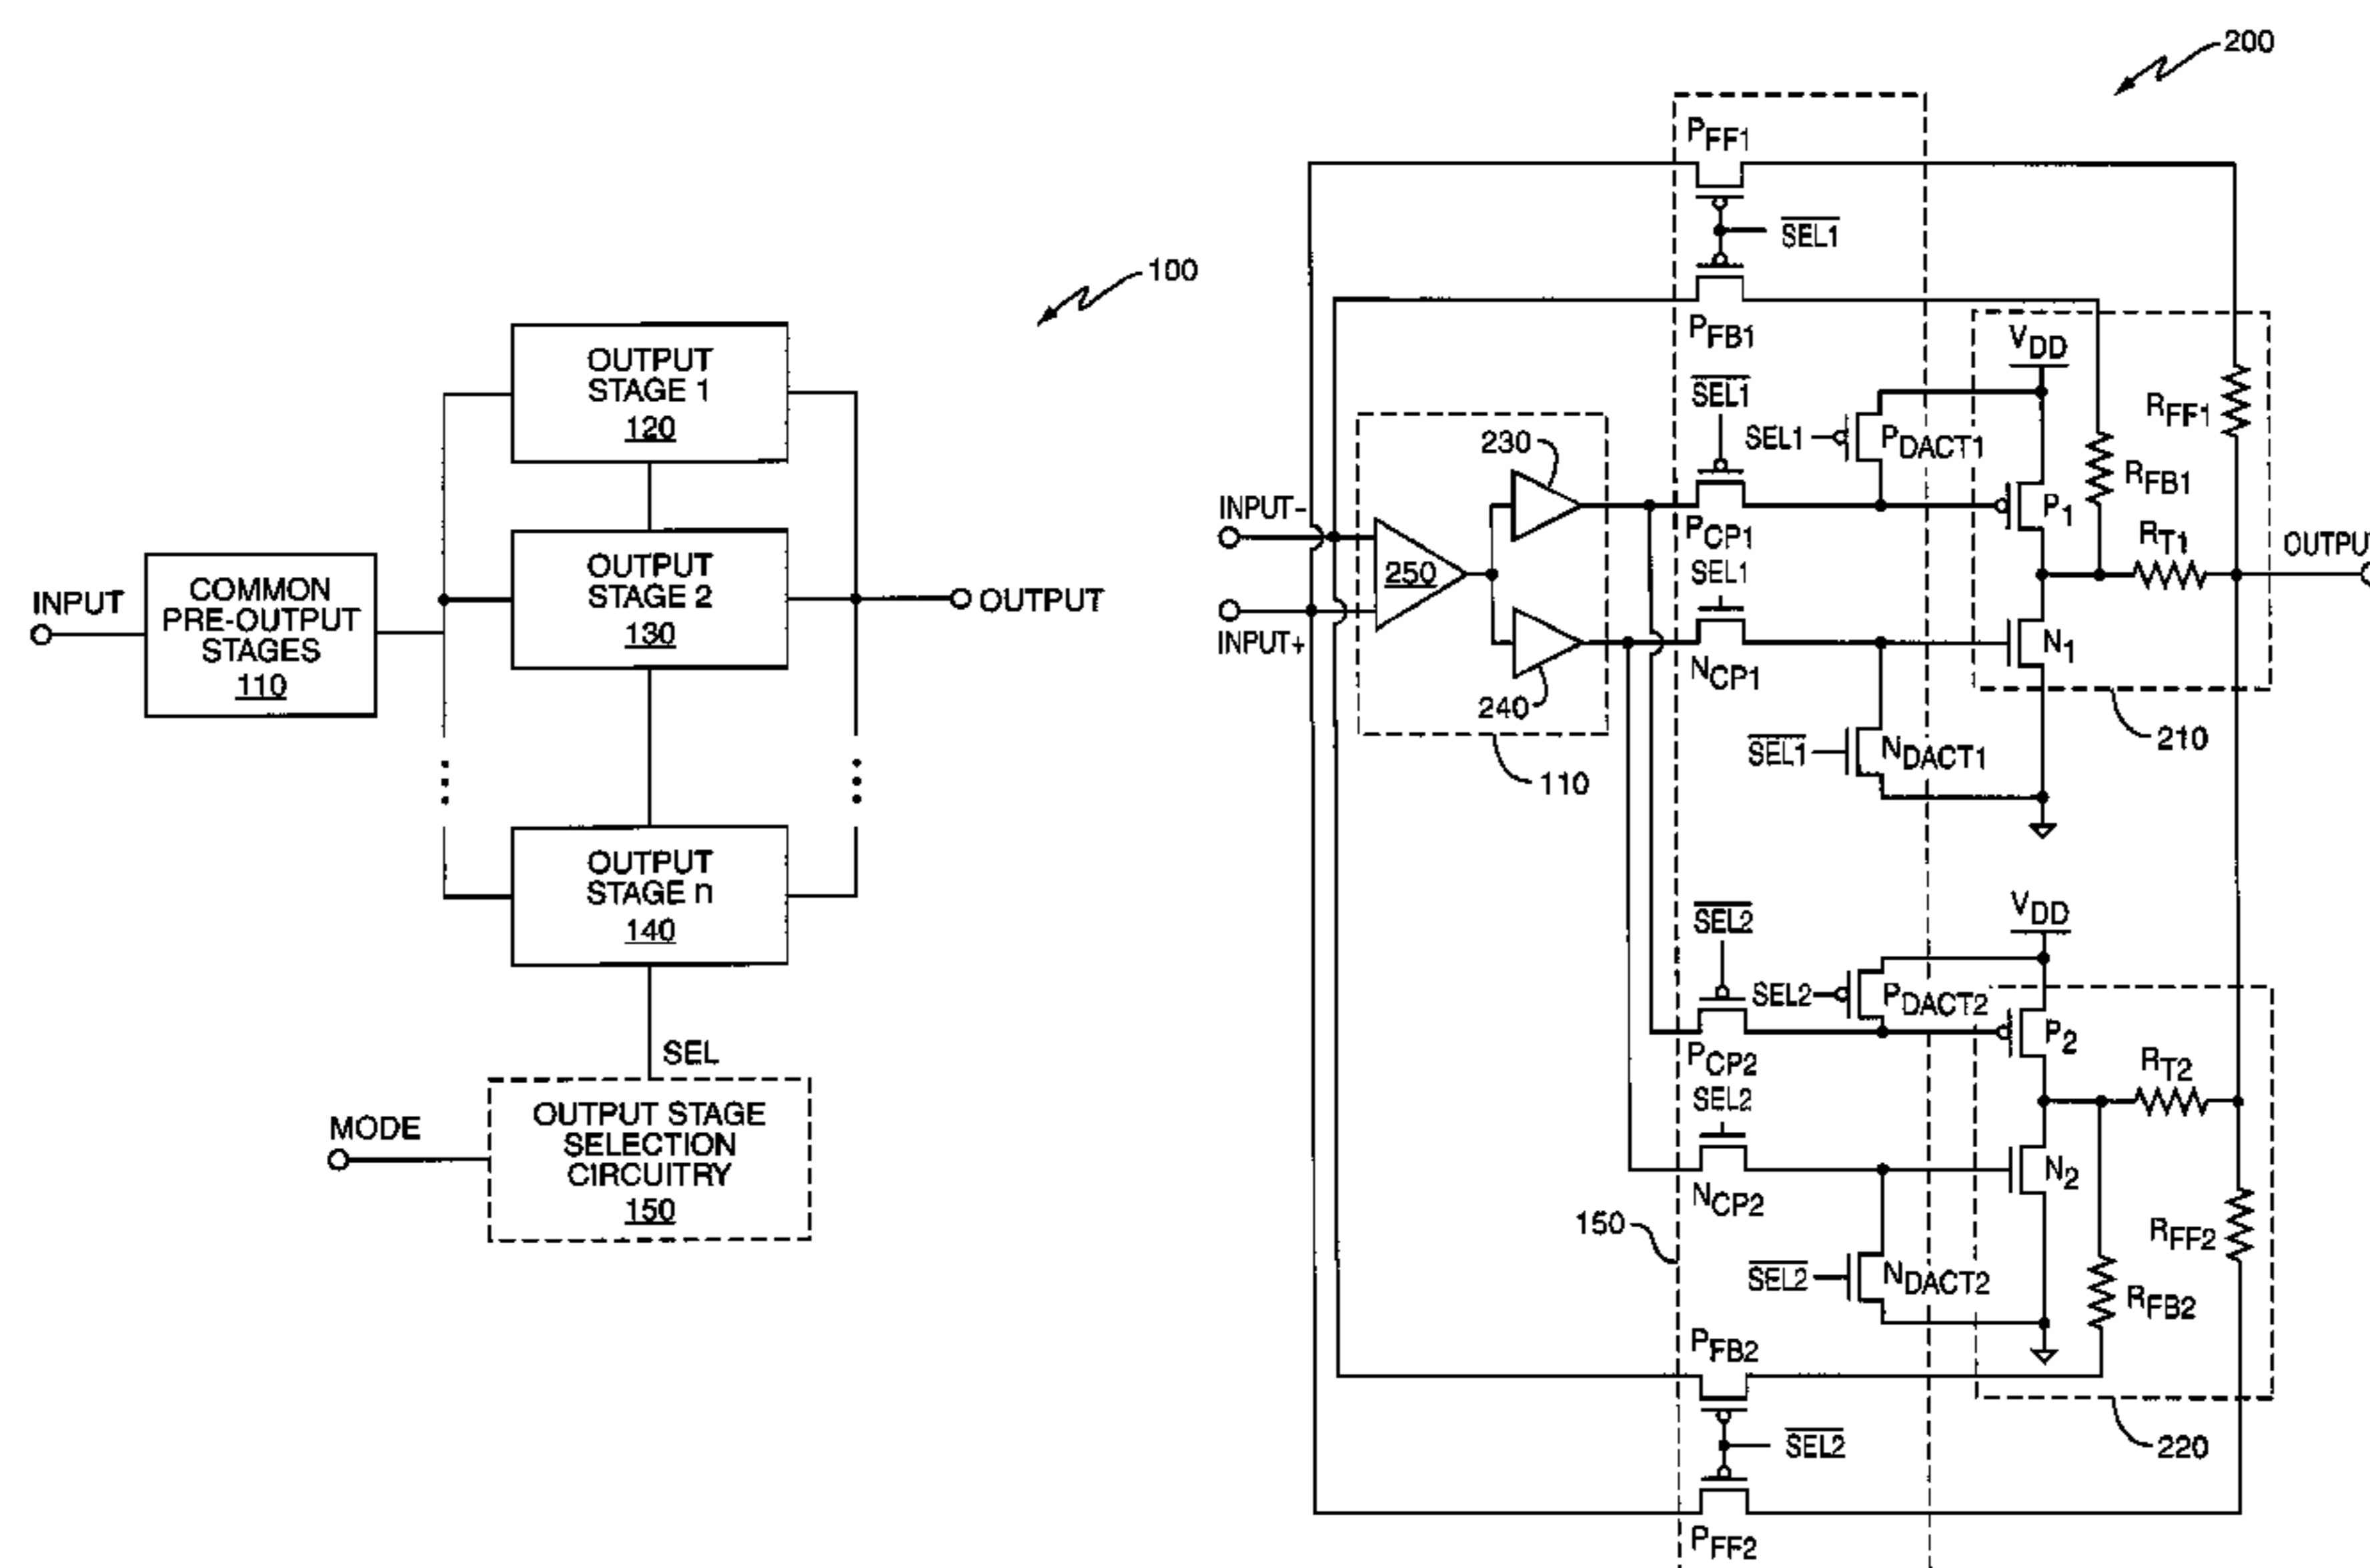 100
OUTPUT
STAGE 1
120
OUTPUT
STAGE 2
130
INPUT
COMMON
PRE-OUTPUT
STAGES
110
OUTPUT
OUTPUT
STAGE n
140
SEL
MODE
OUTPUT STAGE
SELECTION
CIRCUITRY
150
200
PFF1
SEL1
PFB1
VDD
SEL1
RFF1
230
SEL1
PDACT1
RFB1
INPUT-
PCP1
P1
RT1
OUTPU
250
SEL1
INPUT+
NCP1
N1
240
SEL1
NDACT1
210
110
VDD
SEL2
SEL2
PDACT2
P2
PCP2
RT2
SEL2
N2
NCP2
150
RFF2
SEL2
NDACT2
RFB2
PFB2
SEL2
220
PFF2